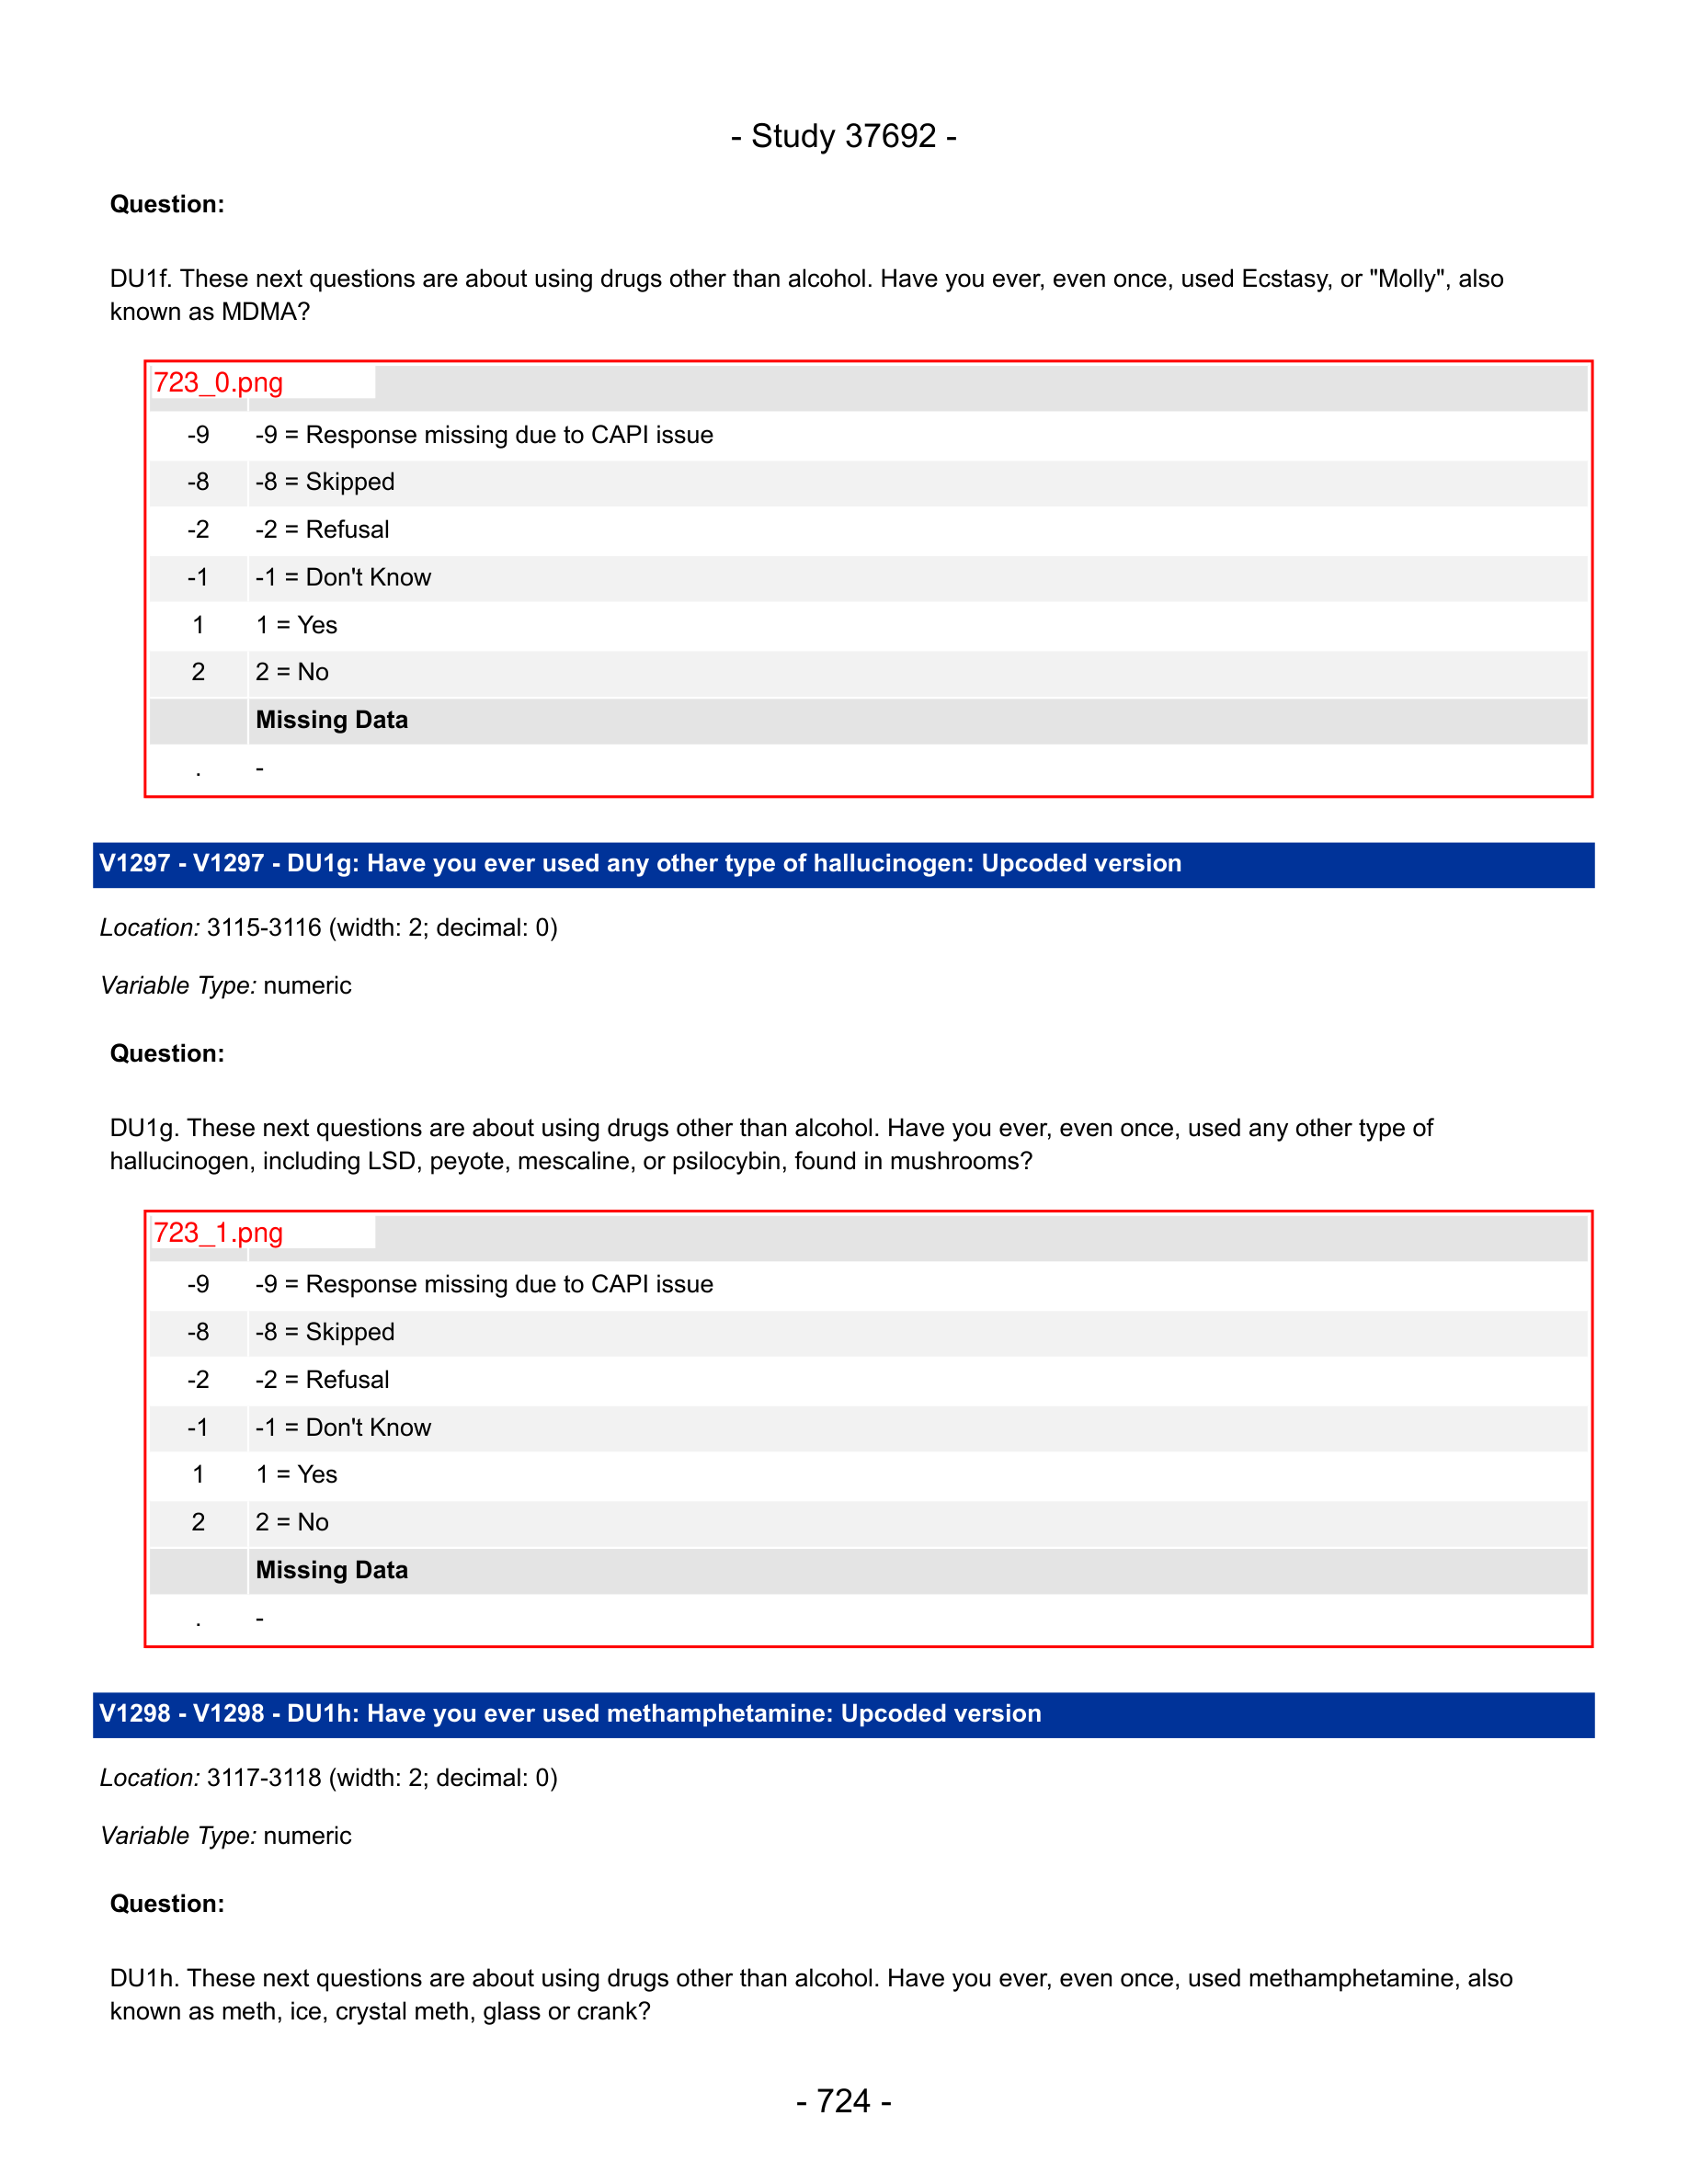 - Study 37692 -
Question:
DU1f. These next questions are about using drugs other than alcohol. Have you ever, even once, used Ecstasy, or "Molly", also
known as MDMA?
723_0.png
-9 -9 = Response missing due to CAPI issue
-8 -8 = Skipped
-2 -2 = Refusal
-1 -1 = Don't Know
1 1 = Yes
2 2 = No
Missing Data
. -
V1297 - V1297 - DU1g: Have you ever used any other type of hallucinogen: Upcoded version
Location: 3115-3116 (width: 2; decimal: 0)
Variable Type: numeric
Question:
DU1g. These next questions are about using drugs other than alcohol. Have you ever, even once, used any other type of
hallucinogen, including LSD, peyote, mescaline, or psilocybin, found in mushrooms?
723_1.png
-9 -9 = Response missing due to CAPI issue
-8 -8 = Skipped
-2 -2 = Refusal
-1 -1 = Don't Know
1 1 = Yes
2 2 = No
Missing Data
. -
V1298 - V1298 - DU1h: Have you ever used methamphetamine: Upcoded version
Location: 3117-3118 (width: 2; decimal: 0)
Variable Type: numeric
Question:
DU1h. These next questions are about using drugs other than alcohol. Have you ever, even once, used methamphetamine, also
known as meth, ice, crystal meth, glass or crank?
- 724 -